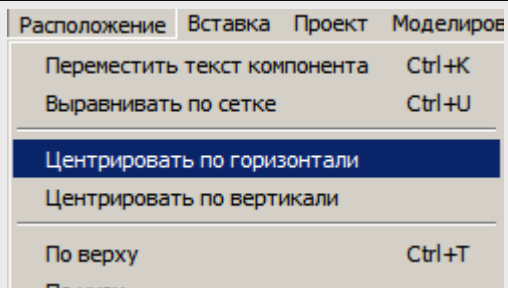 Расположение Вставка Проект
Переместить текст компонента Ctrl+K
Выравнивать по сетке Ctrl+U
Центрировать по горизонтали
Центрировать по вертикали
По верху Ctrl+T